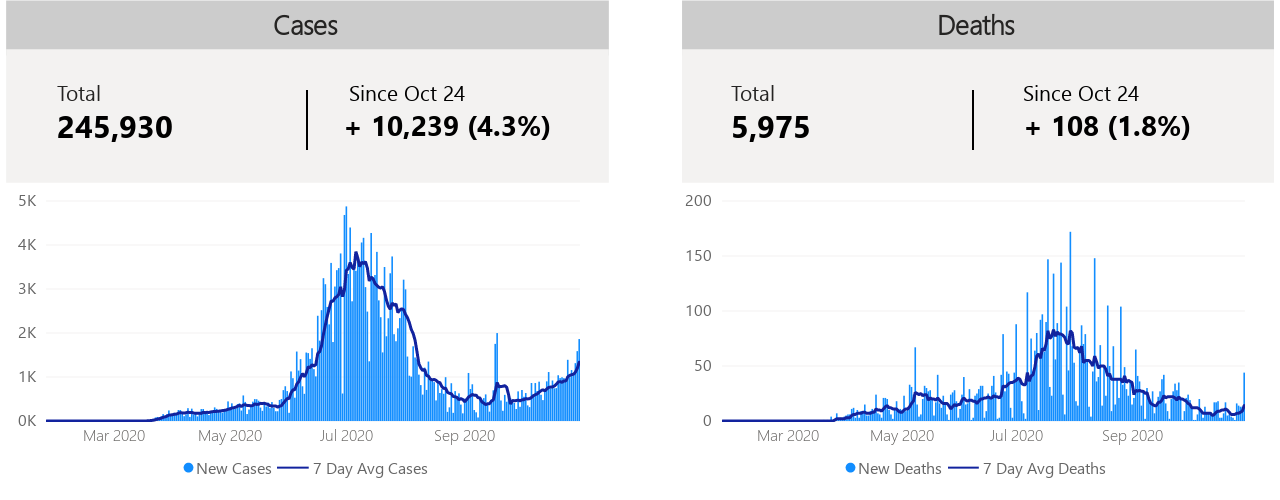 Cases
Total
Since Oct 24
245,930
+ 10,239 (4.3%)
5K
4K
3K
2K
1K
0K
Mar 2020
May 2020
Jul 2020
Sep 2020
New Cases
7 Day Avg Cases
Deaths
Total
Since Oct 24
5,975
+ 108 (1.8%)
200
150
100
50
0
Mar 2020
May 2020
Jul 2020
Sep 2020
New Deaths
7 Day Avg Deaths